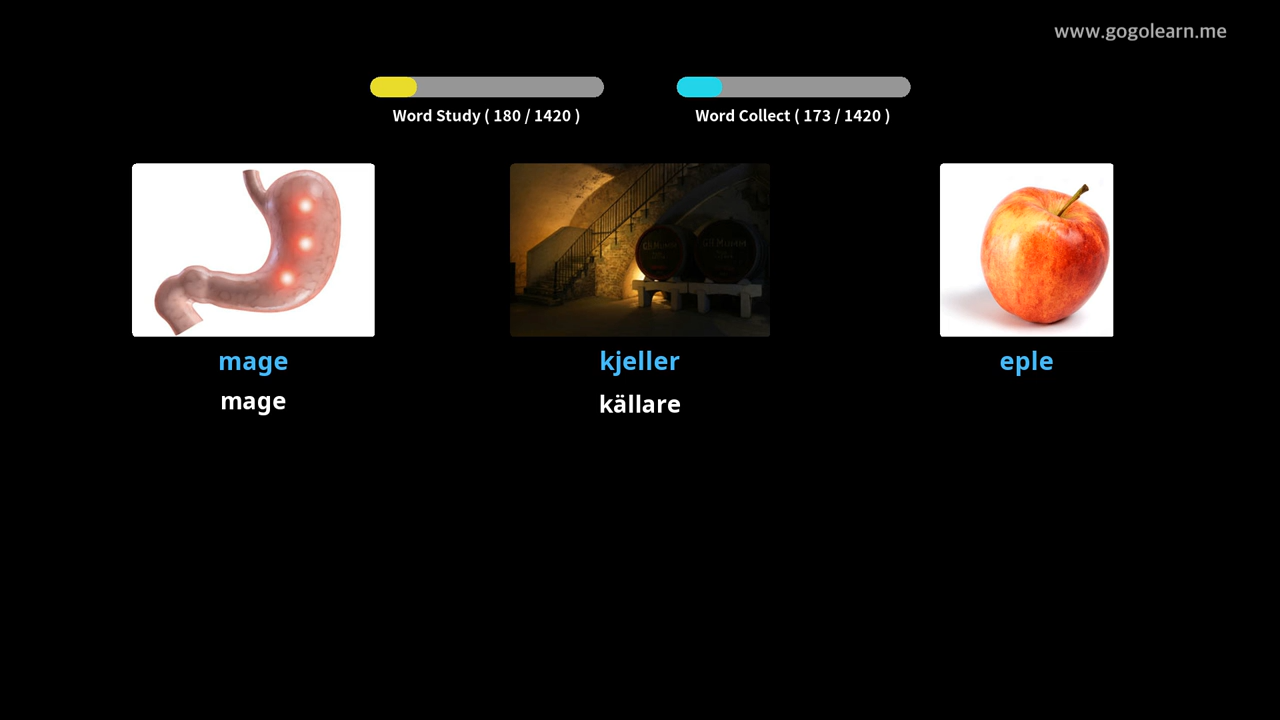 www.gogolearn.me
Word Study ( 180 / 1420 )
Word Collect ( 173 / 1420 )
mage
kjeller
eple
mage
källare